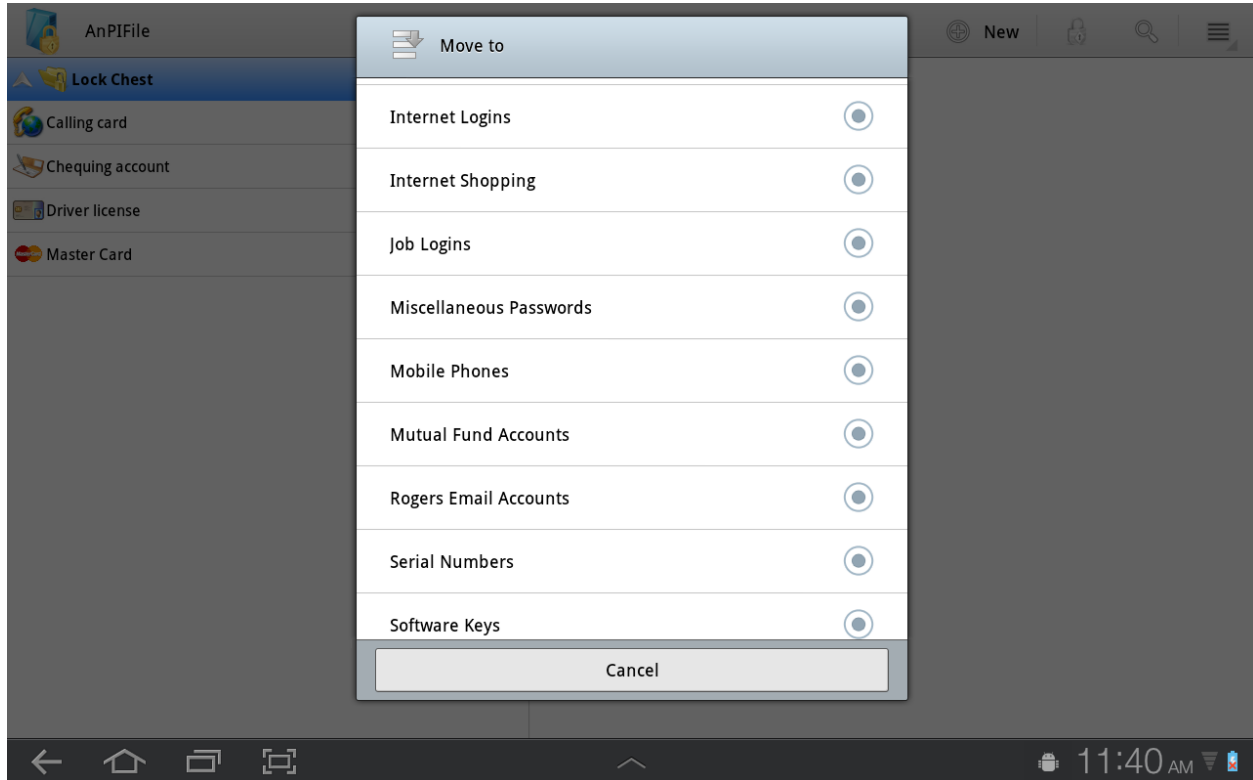 AnPIFile
Move to
New
Lock Chest
Calling card
Chequing account
Driver license
Master Card
Internet Logins
Internet Shopping
Job Logins
Miscellaneous Passwords
Mobile Phones
Mutual Fund Accounts
Rogers Email Accounts
Serial Numbers
Software Keys
Cancel
11:40 AM